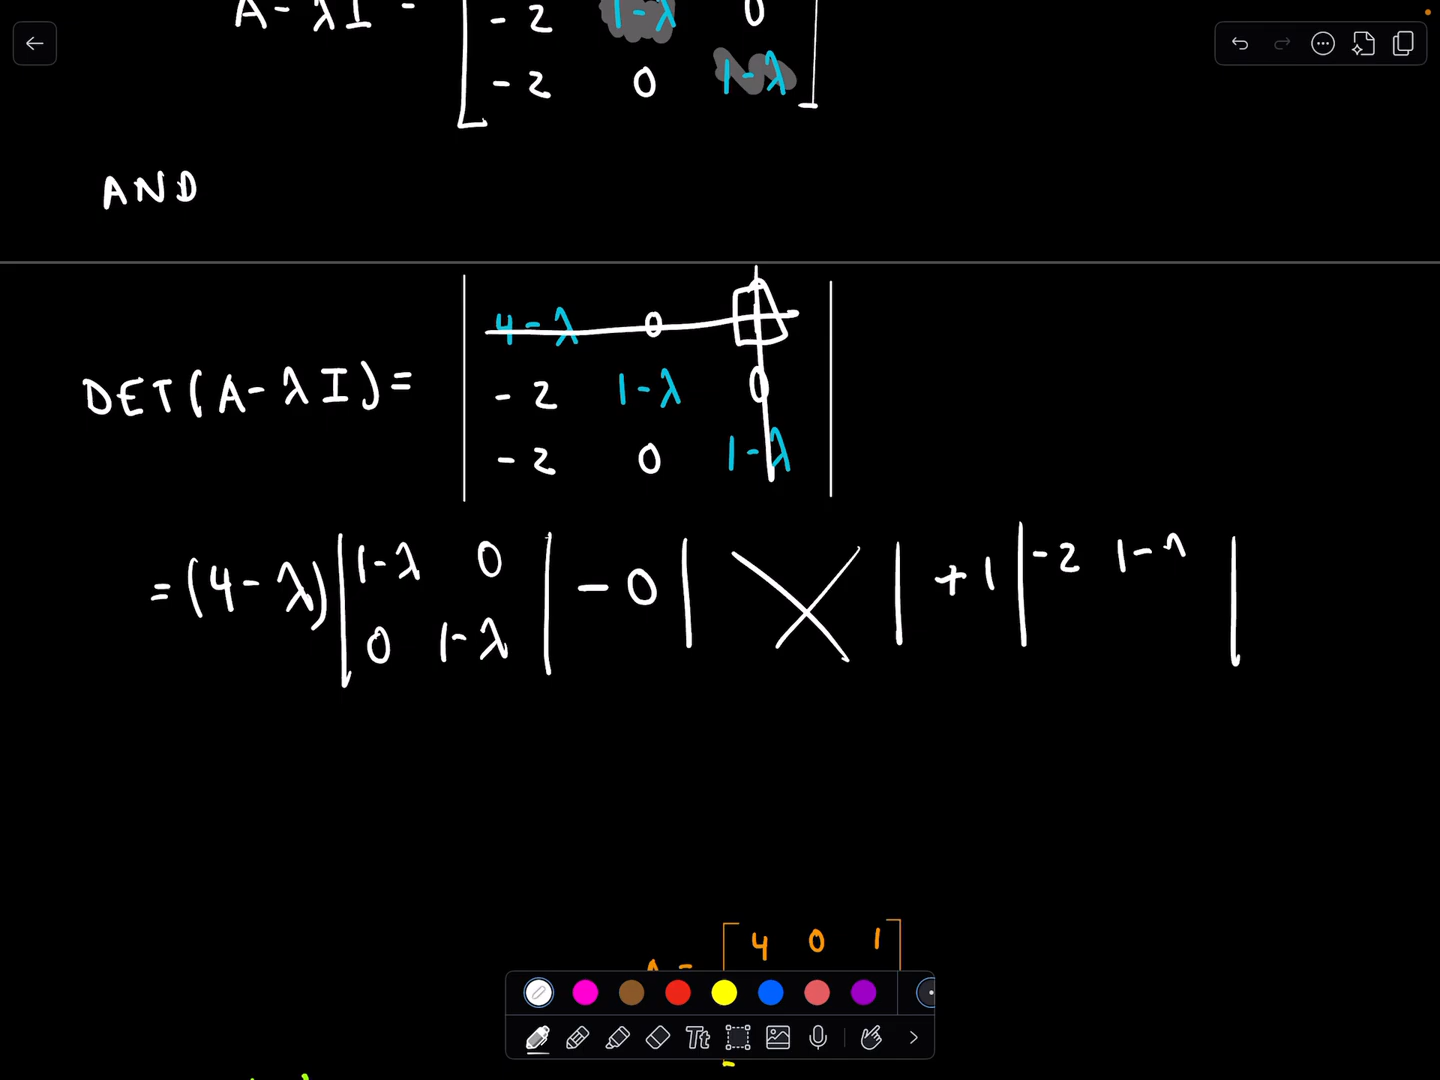 A - λI = [
- 2 1-λ 0
- 2 0 1-λ
AND
4-λ 0
DET(A-λI) = - 2 1-λ 0
- 2 0 1-λ
= (4-λ) | 1-λ 0 | - 0 | | + 1 | -2 1-λ |
0 1-λ
4 0 1
A =
Tt